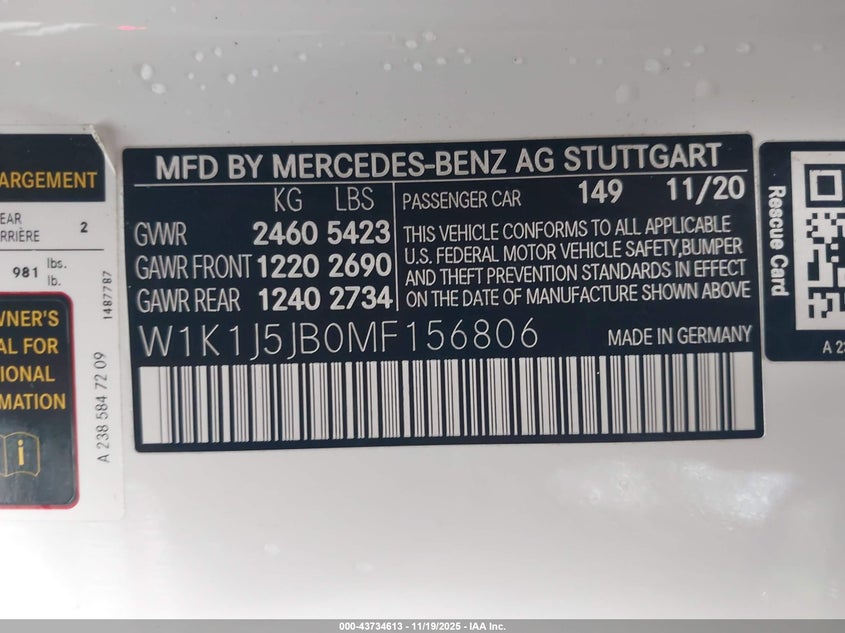 ARGEMENT
EAR
RRIÈRE
2
981 lbs.
lb.
WNER'S
AL FOR
IONAL
MATION
i
A 238 584 72 09
1487787
MFD BY MERCEDES-BENZ AG STUTTGART
KG LBS
GVWR 2460 5423
GAWR FRONT 1220 2690
GAWR REAR 1240 2734
PASSENGER CAR 149 11/20
THIS VEHICLE CONFORMS TO ALL APPLICABLE
U.S. FEDERAL MOTOR VEHICLE SAFETY,BUMPER
AND THEFT PREVENTION STANDARDS IN EFFECT
ON THE DATE OF MANUFACTURE SHOWN ABOVE
W1K1J5JB0MF156806 MADE IN GERMANY
Rescue Card
A 23
000-43734613 - 11/19/2025 - IAA Inc.